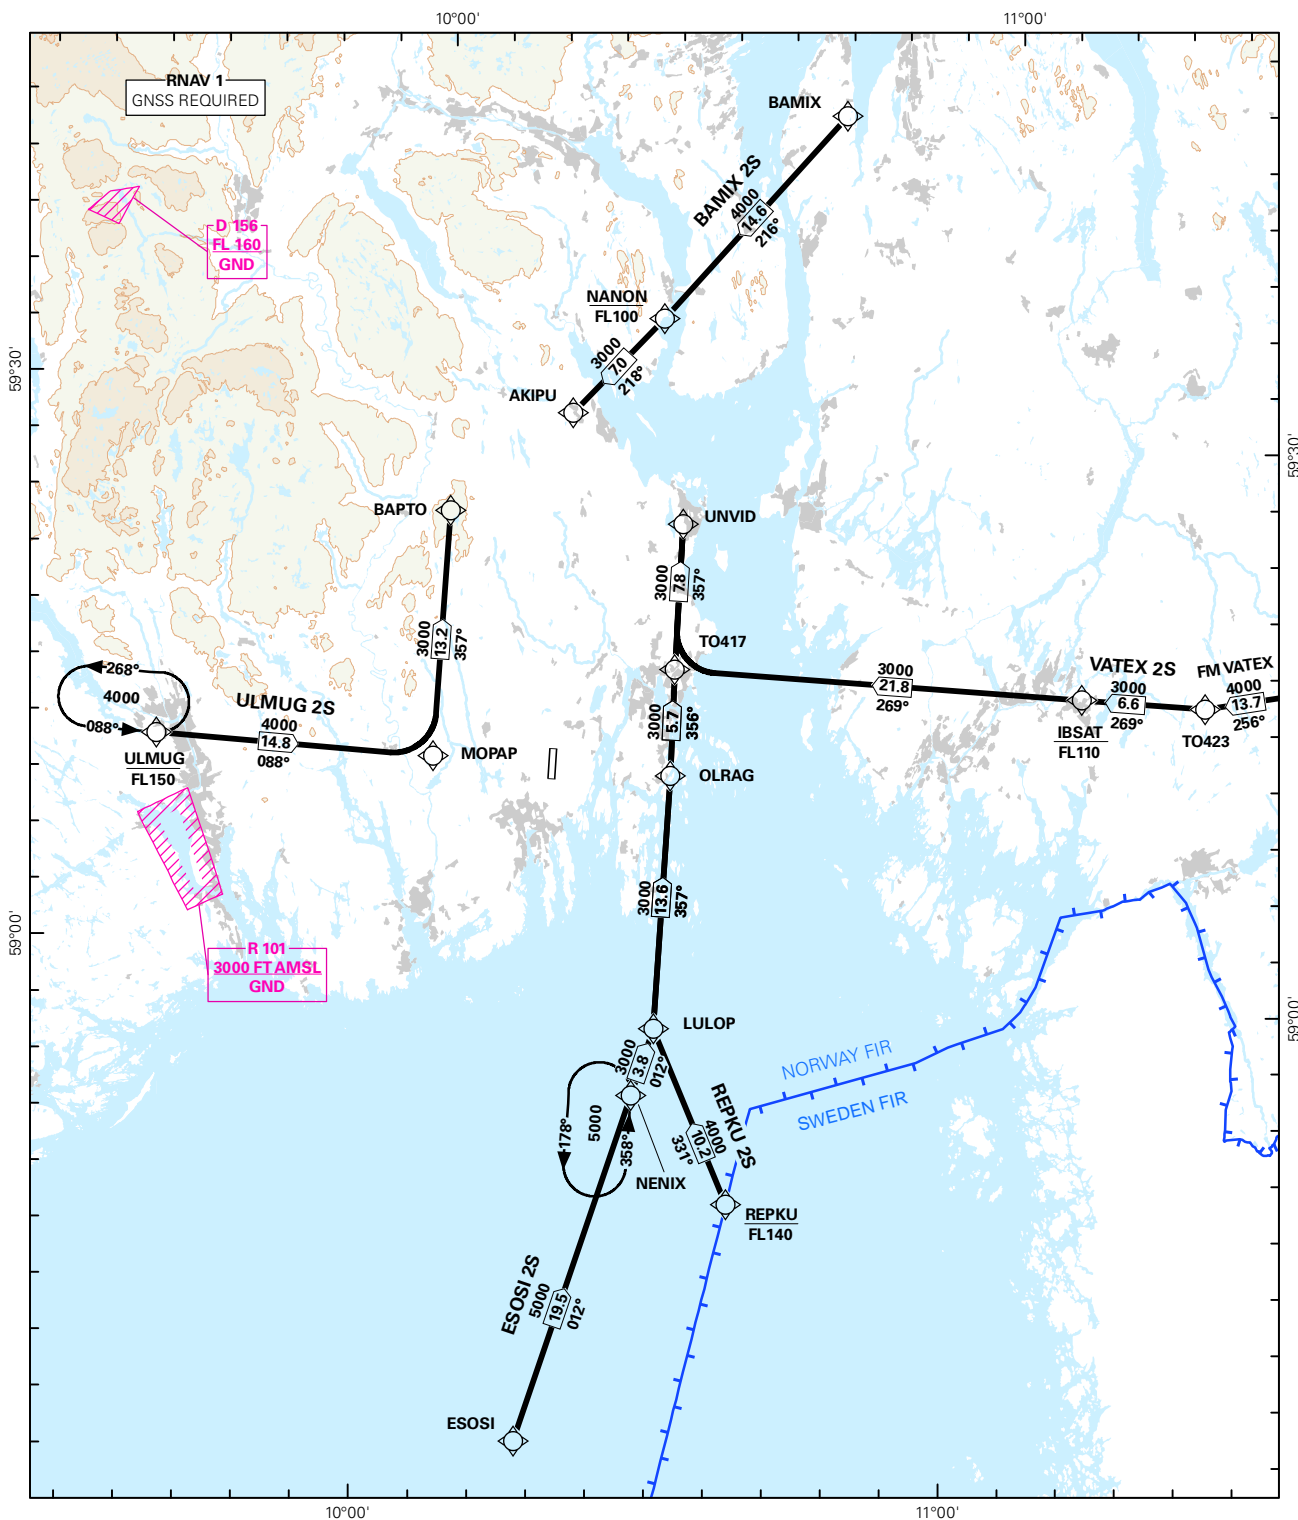 10°00'
11°00'
RNAV 1
GNSS REQUIRED
BAMIX
BAMIX 2S
4000
14.6
216°
D 156
FL 160
GND
NANON
FL100
3000
7.0
218°
AKIPU
59°30'
59°30'
BAPTO
UNVID
3000
7.8
357°
3000
13.2
357°
TO417
268°
4000
088°
ULMUG 2S
4000
14.8
088°
ULMUG
FL150
MOPAP
3000
5.7
356°
OLRAG
3000
21.8
269°
VATEX 2S
3000
6.6
269°
IBSAT
FL110
FM VATEX
4000
13.7
256°
TO423
3000
13.6
357°
59°00'
59°00'
R 101
3000 FT AMSL
GND
LULOP
3000
3.8
012°
NORWAY FIR
SWEDEN FIR
178°
5000
358°
REPKU 2S
4000
10.2
331°
NENIX
REPKU
FL140
ESOSI 2S
5000
19.5
012°
ESOSI
10°00'
11°00'